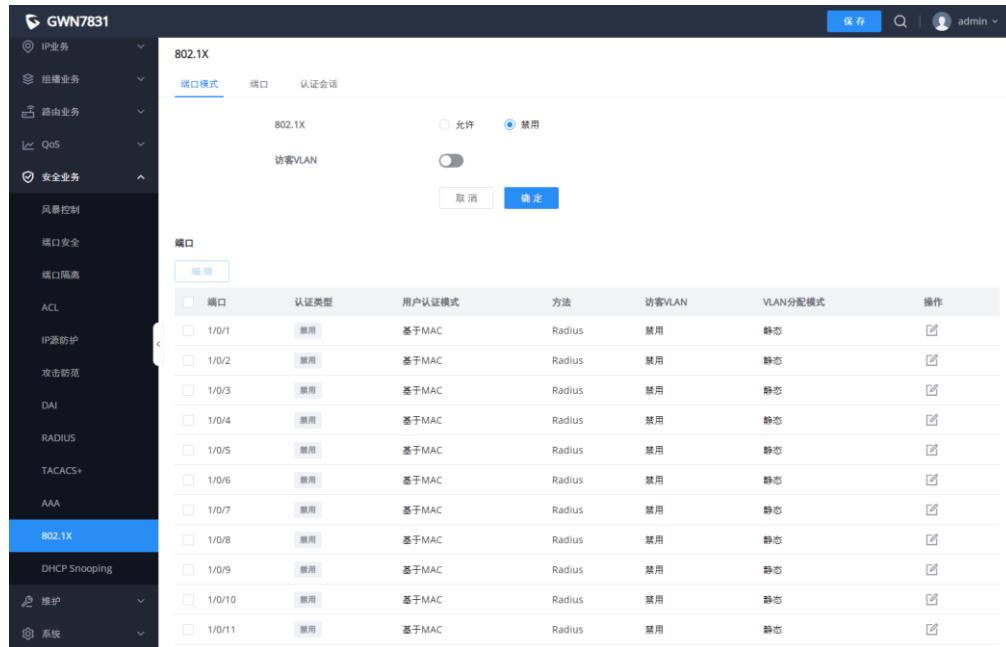 GWN7831
保存
admin
IP业务
组播业务
路由业务
QoS
安全业务
风暴控制
端口安全
端口隔离
ACL
IP源防护
攻击防范
DAI
RADIUS
TACACS+
AAA
802.1X
DHCP Snooping
维护
系统
802.1X
端口模式 端口 认证会话
802.1X 允许 禁用
访客VLAN
取消 确定
端口
编辑
端口 认证类型 用户认证模式 方法 访客VLAN VLAN分配模式 操作
1/0/1 禁用 基于MAC Radius 禁用 静态
1/0/2 禁用 基于MAC Radius 禁用 静态
1/0/3 禁用 基于MAC Radius 禁用 静态
1/0/4 禁用 基于MAC Radius 禁用 静态
1/0/5 禁用 基于MAC Radius 禁用 静态
1/0/6 禁用 基于MAC Radius 禁用 静态
1/0/7 禁用 基于MAC Radius 禁用 静态
1/0/8 禁用 基于MAC Radius 禁用 静态
1/0/9 禁用 基于MAC Radius 禁用 静态
1/0/10 禁用 基于MAC Radius 禁用 静态
1/0/11 禁用 基于MAC Radius 禁用 静态